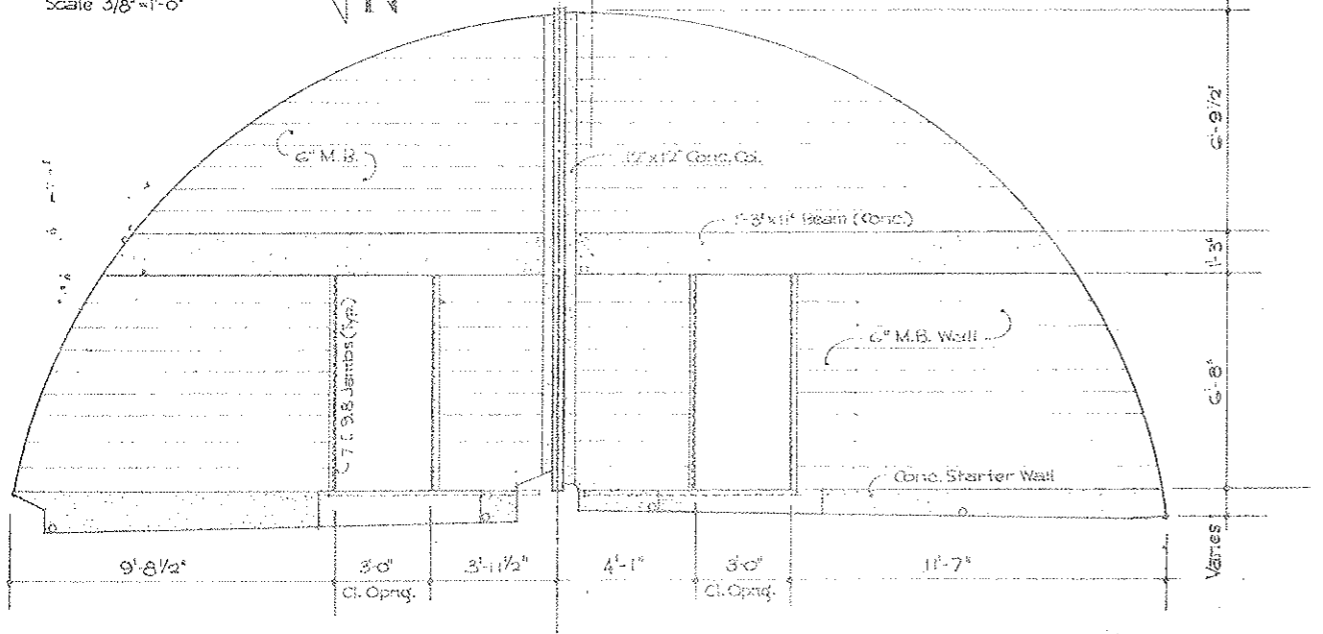 Scale 3/8"=1'-0"
N
6" M.B.
12"x12" Conc. Col.
1'-3"x11" Beam (Conc.)
6'-9 1/2"
1'-3"
6" M.B. Wall
6'-8"
7 [ 9.8 Jambs (Typ.)
Conc. Starter Wall
Varies
9'-8 1/2"
3'-0"
3'-11 1/2"
4'-1"
3'-0"
11'-7"
Cl. Opng.
Cl. Opng.